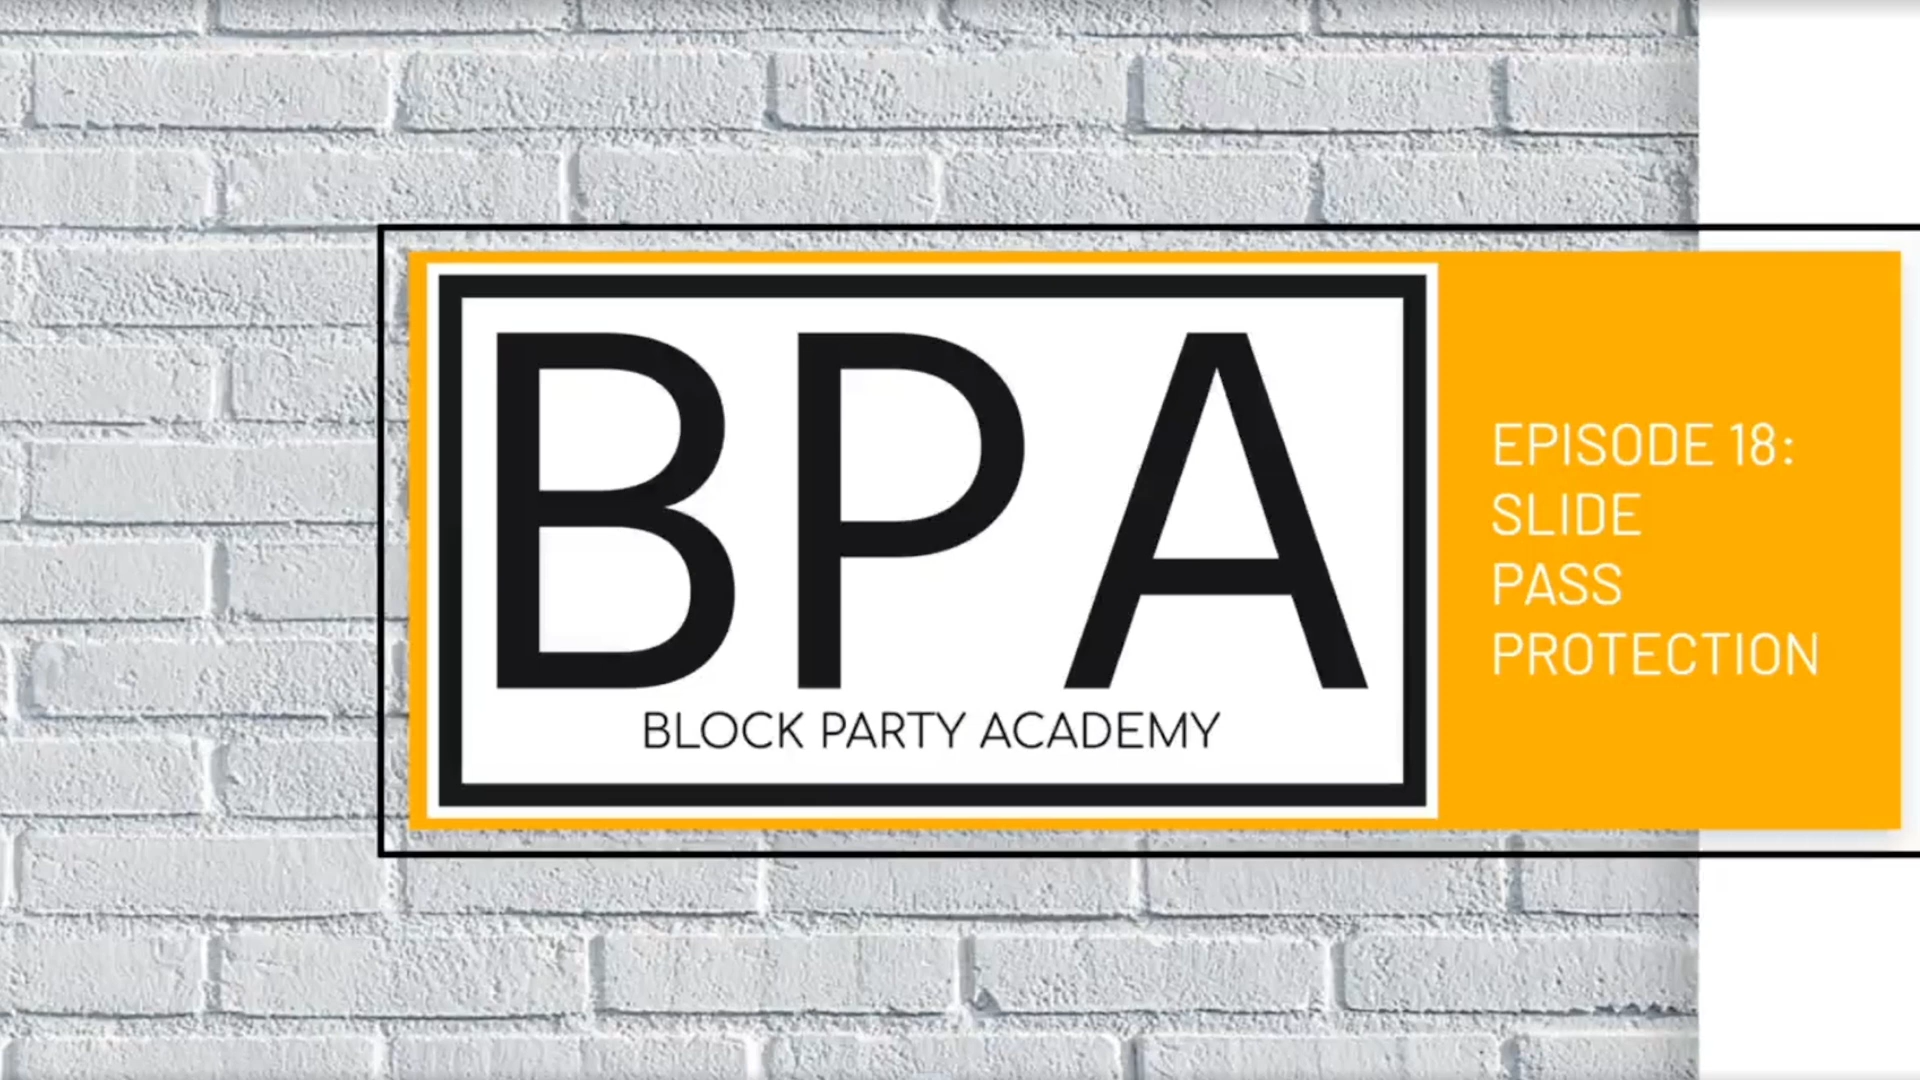 BPA
BLOCK PARTY ACADEMY
EPISODE 18:
SLIDE
PASS
PROTECTION